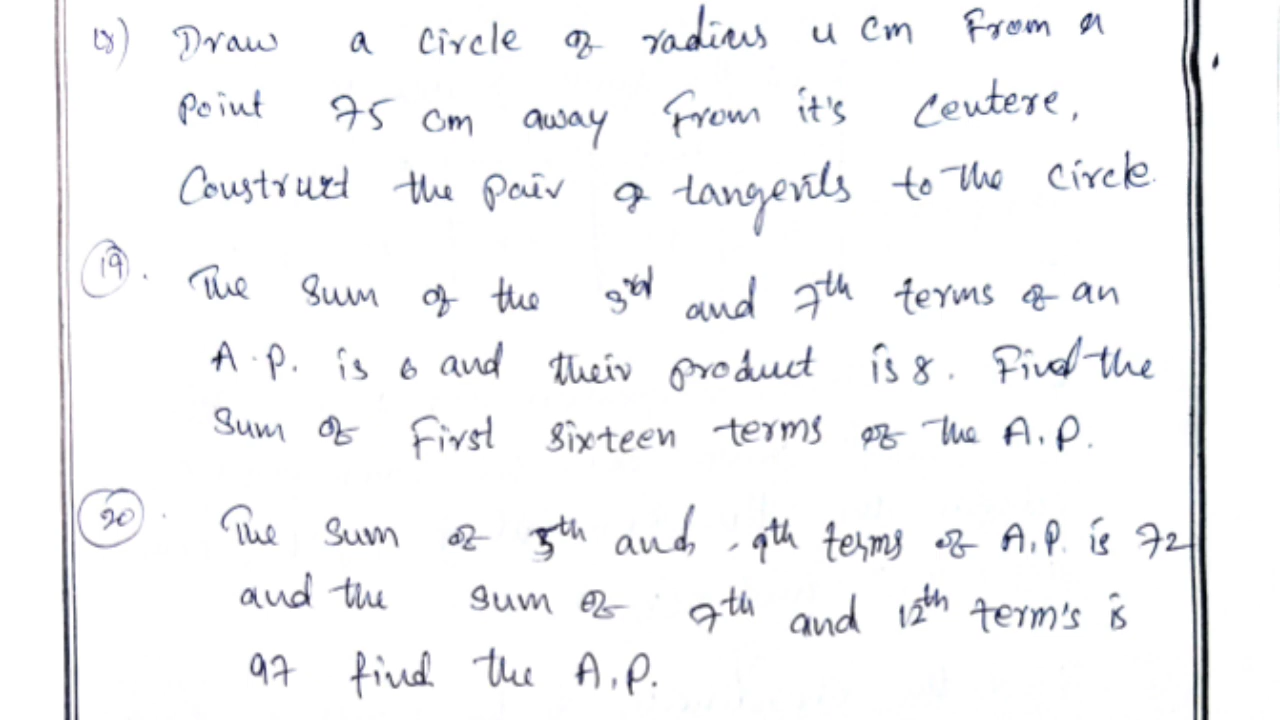 18) Draw a circle of radius 4 cm From a
Point 75 cm away From it's Centere,
Construct the pair of tangents to the circle.
19. The Sum of the 3rd and 7th terms of an
A.P. is 6 and their product is 8. Find the
Sum of First Sixteen terms of the A.P.
20. The Sum of 5th and 9th terms of A.P. is 72
and the sum of 7th and 12th term's is
97 find the A.P.